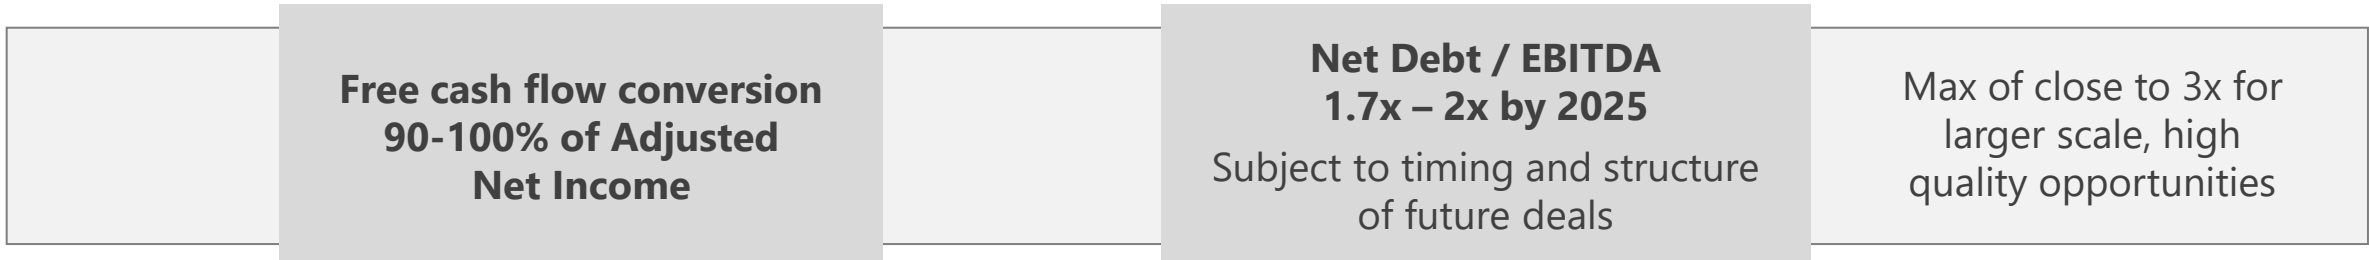 Free cash flow conversion
90-100% of Adjusted
Net Income
Net Debt / EBITDA
1.7x – 2x by 2025
Subject to timing and structure
of future deals
Max of close to 3x for
larger scale, high
quality opportunities